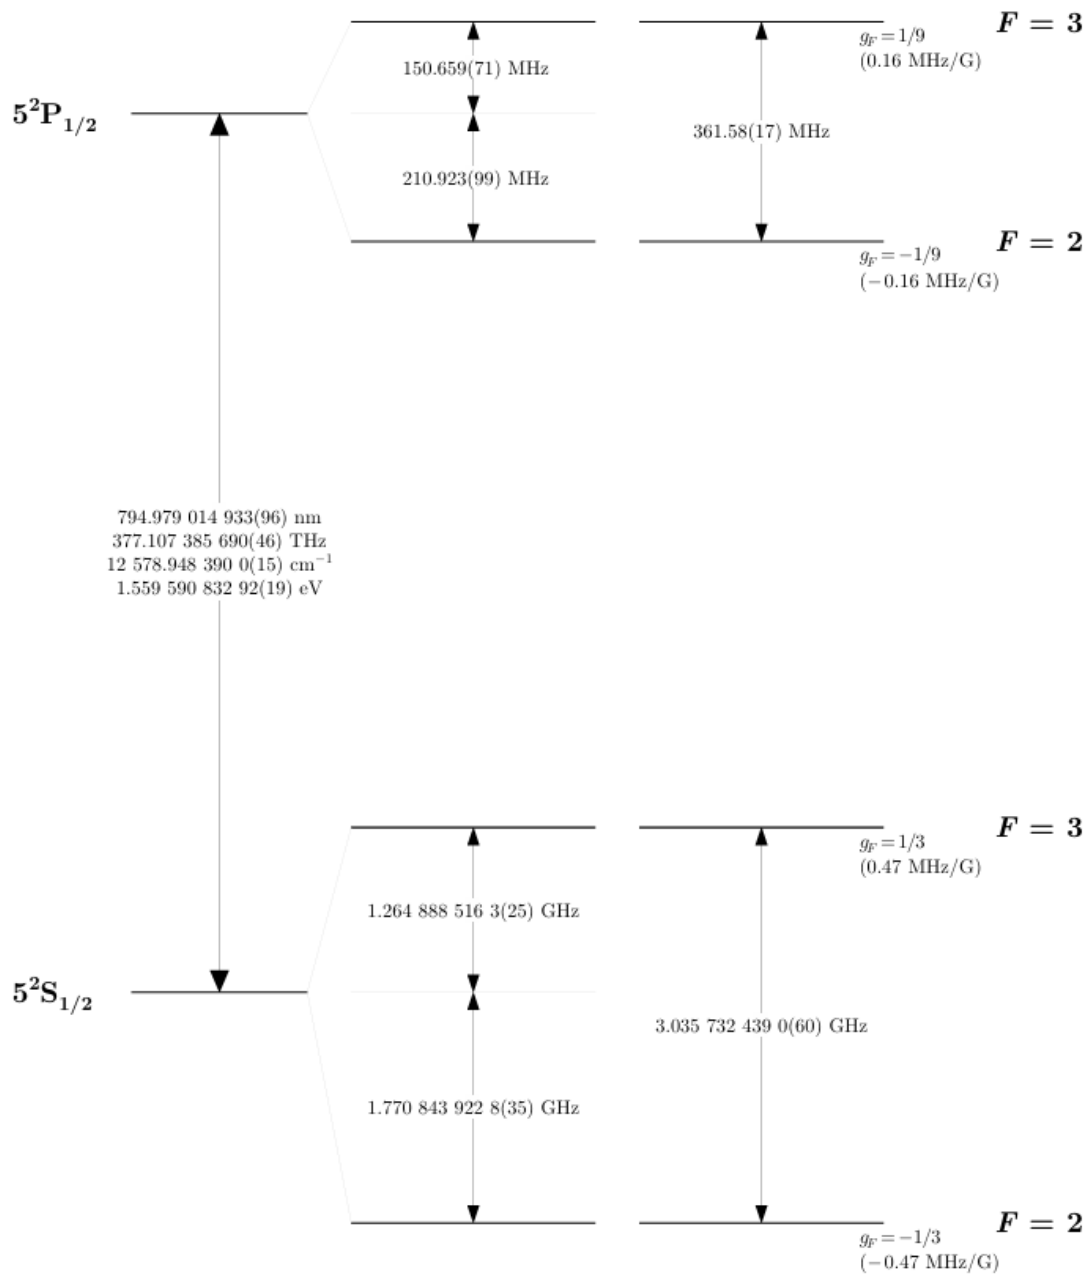 F = 3
g_F = 1/9
(0.16 MHz/G)
150.659(71) MHz
5²P₁/₂
361.58(17) MHz
210.923(99) MHz
F = 2
g_F = −1/9
(−0.16 MHz/G)
794.979 014 933(96) nm
377.107 385 690(46) THz
12 578.948 390 0(15) cm⁻¹
1.559 590 832 92(19) eV
F = 3
g_F = 1/3
(0.47 MHz/G)
1.264 888 516 3(25) GHz
5²S₁/₂
3.035 732 439 0(60) GHz
1.770 843 922 8(35) GHz
F = 2
g_F = −1/3
(−0.47 MHz/G)